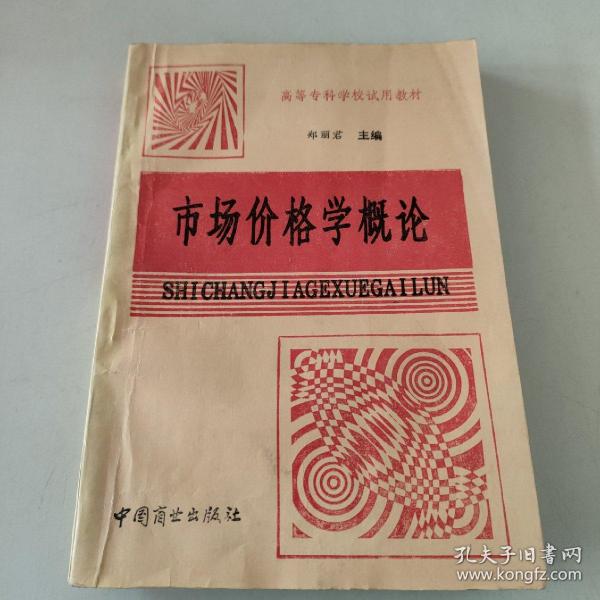 高等专科学校试用教材
郑丽君 主编
市场价格学概论
SHICHANGJIAGEXUEGAILUN
中国商业出版社
孔夫子旧书网
www.kongfz.com